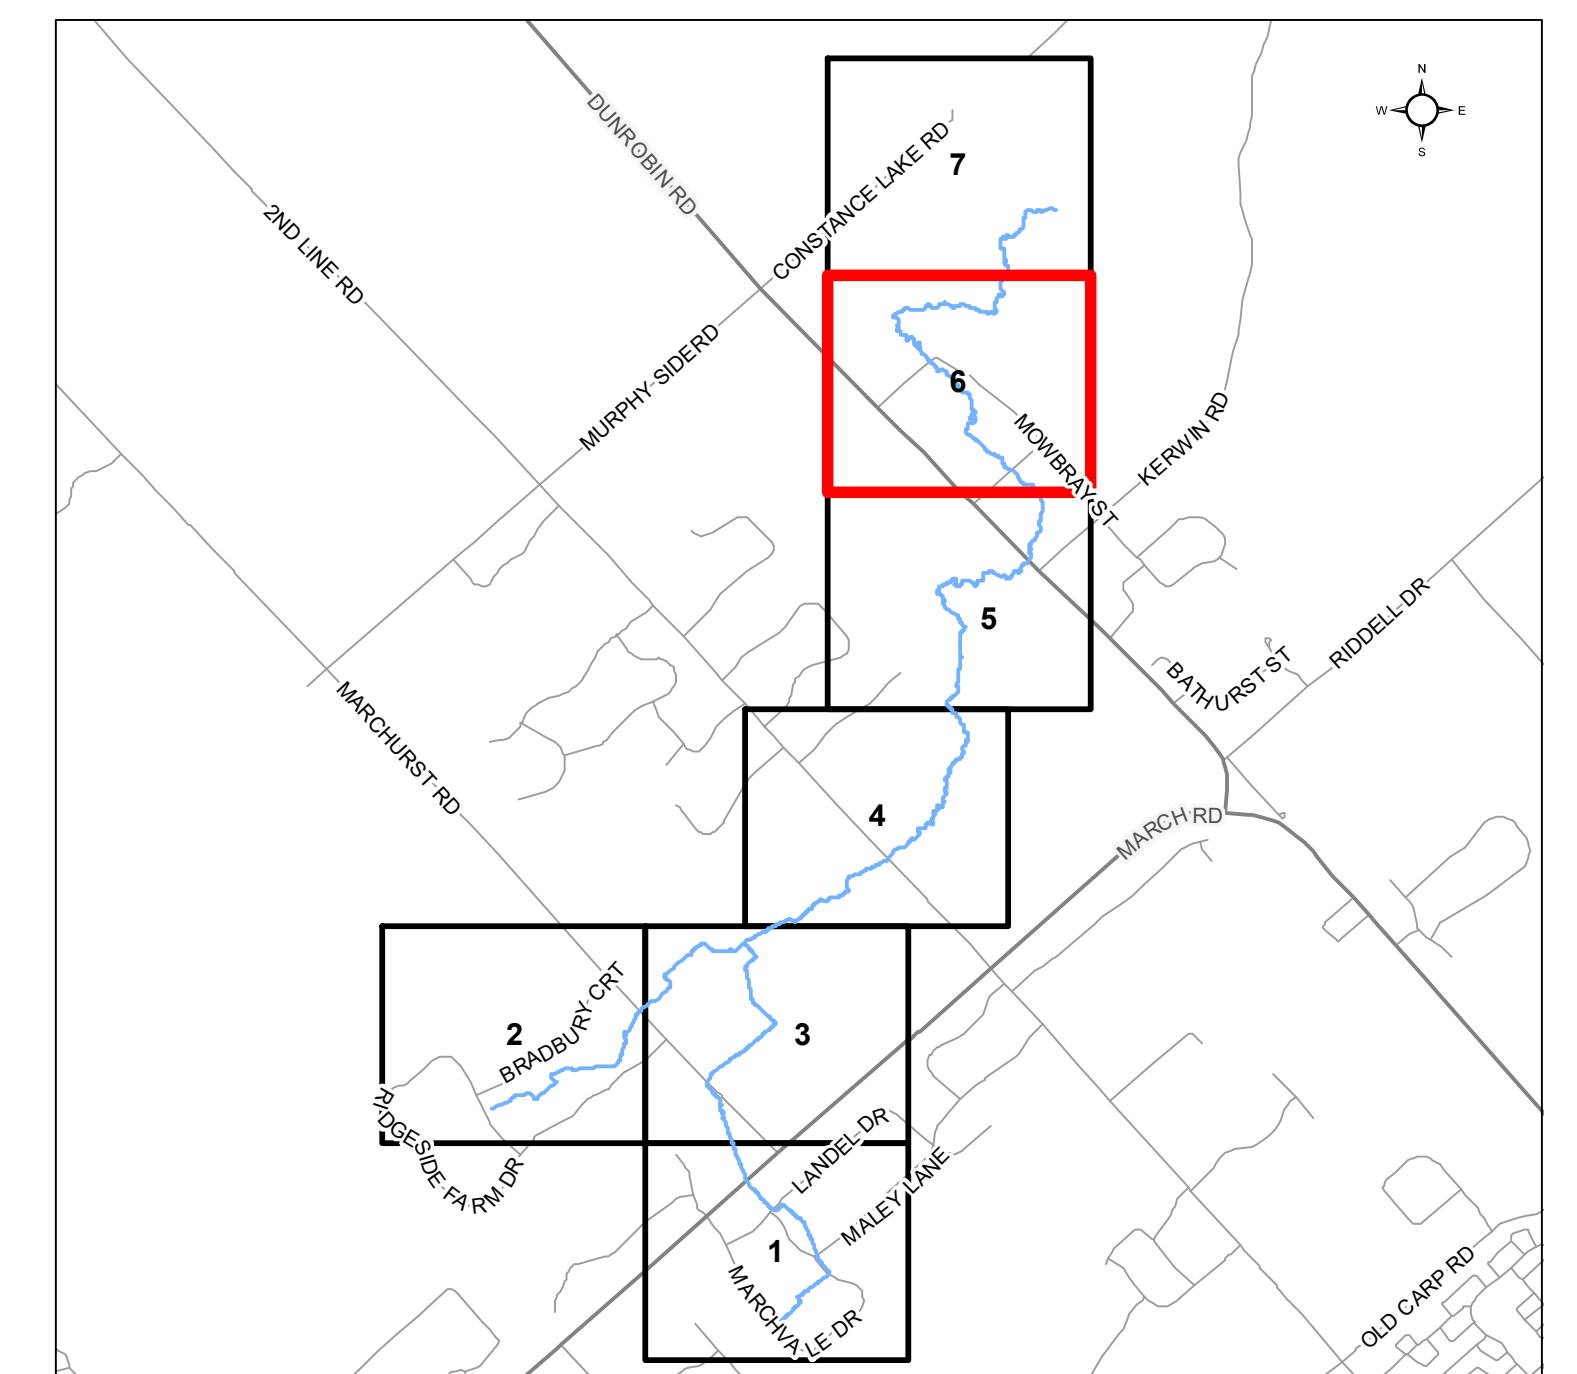 N
W E
S
DUNROBIN RD
7
CONSTANCE LAKE RD
2ND LINE RD
MURPHY SIDERD
6
MOWBRAY ST
KERWIN RD
5
RIDDELL DR
BATHURST ST
MARCHURST RD
4
MARCH RD
BRADBURY CRT
2
3
RIDGESIDE FARM DR
LANDEL DR
MALEY LANE
1
MARCHVALE DR
OLD CARP RD